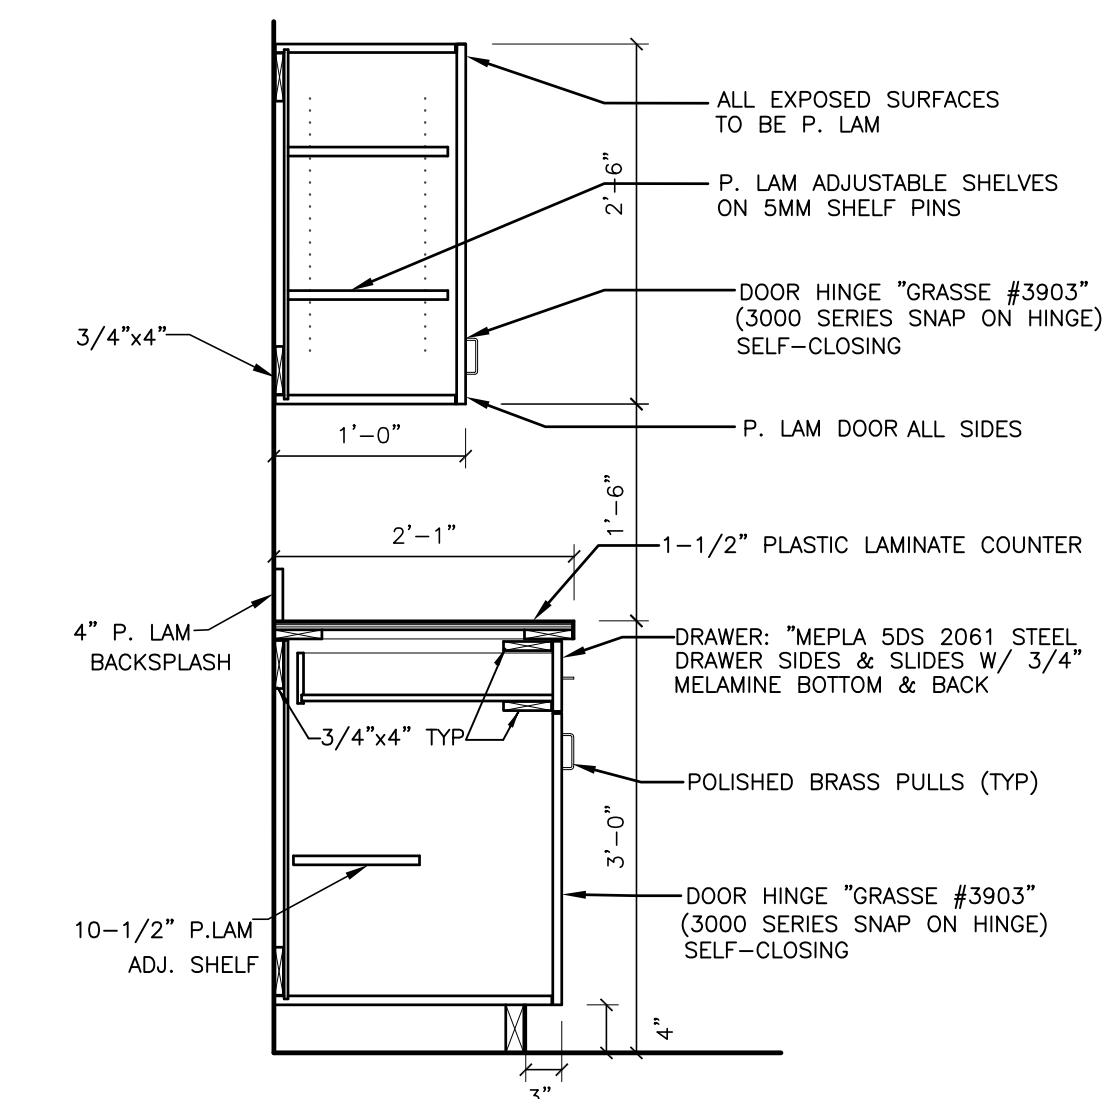 ALL EXPOSED SURFACES
TO BE P. LAM
2'-6"
P. LAM ADJUSTABLE SHELVES
ON 5MM SHELF PINS
DOOR HINGE "GRASSE #3903"
(3000 SERIES SNAP ON HINGE)
SELF-CLOSING
3/4"x4"
P. LAM DOOR ALL SIDES
1'-0"
1'-6"
2'-1"
1-1/2" PLASTIC LAMINATE COUNTER
4" P. LAM
BACKSPLASH
DRAWER: "MEPLA 5DS 2061 STEEL
DRAWER SIDES & SLIDES W/ 3/4"
MELAMINE BOTTOM & BACK
3/4"x4" TYP
POLISHED BRASS PULLS (TYP)
3'-0"
DOOR HINGE "GRASSE #3903"
(3000 SERIES SNAP ON HINGE)
SELF-CLOSING
10-1/2" P.LAM
ADJ. SHELF
4"
3"